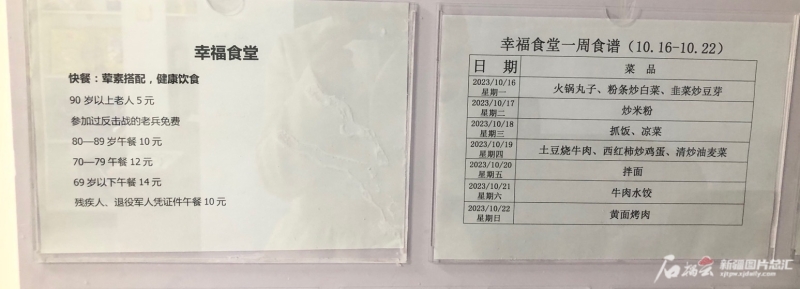 幸福食堂
快餐：荤素搭配，健康饮食
90 岁以上老人 5 元
参加过反击战的老兵免费
80—89 岁午餐 10 元
70—79 午餐 12 元
69 岁以下午餐 14 元
残疾人、退役军人凭证件午餐 10 元
幸福食堂一周食谱（10.16-10.22）
日 期 菜 品
2023/10/16 星期一 火锅丸子、粉条炒白菜、韭菜炒豆芽
2023/10/17 星期二 炒米粉
2023/10/18 星期三 抓饭、凉菜
2023/10/19 星期四 土豆烧牛肉、西红柿炒鸡蛋、清炒油麦菜
2023/10/20 星期五 拌面
2023/10/21 星期六 牛肉水饺
2023/10/22 星期日 黄面烤肉
石榴云 新疆图片总汇